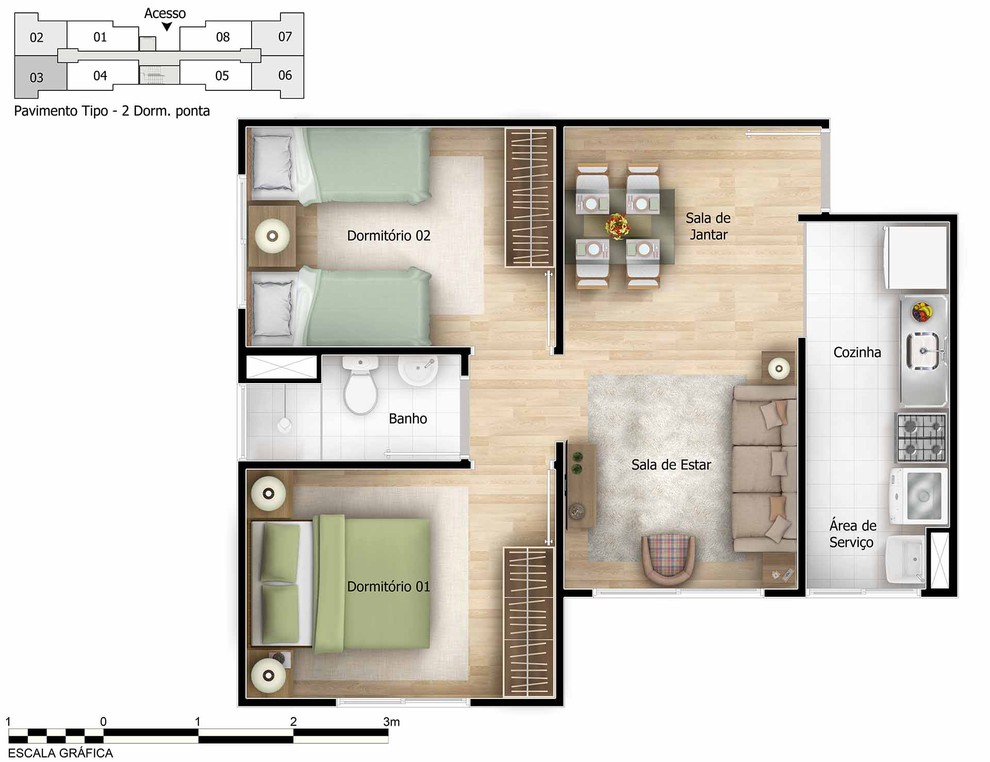 Acesso
02
01
08
07
03
04
05
06
Pavimento Tipo - 2 Dorm. ponta
Dormitório 02
Sala de
Jantar
Cozinha
Banho
Sala de Estar
Área de
Serviço
Dormitório 01
1 0 1 2 3m
ESCALA GRÁFICA